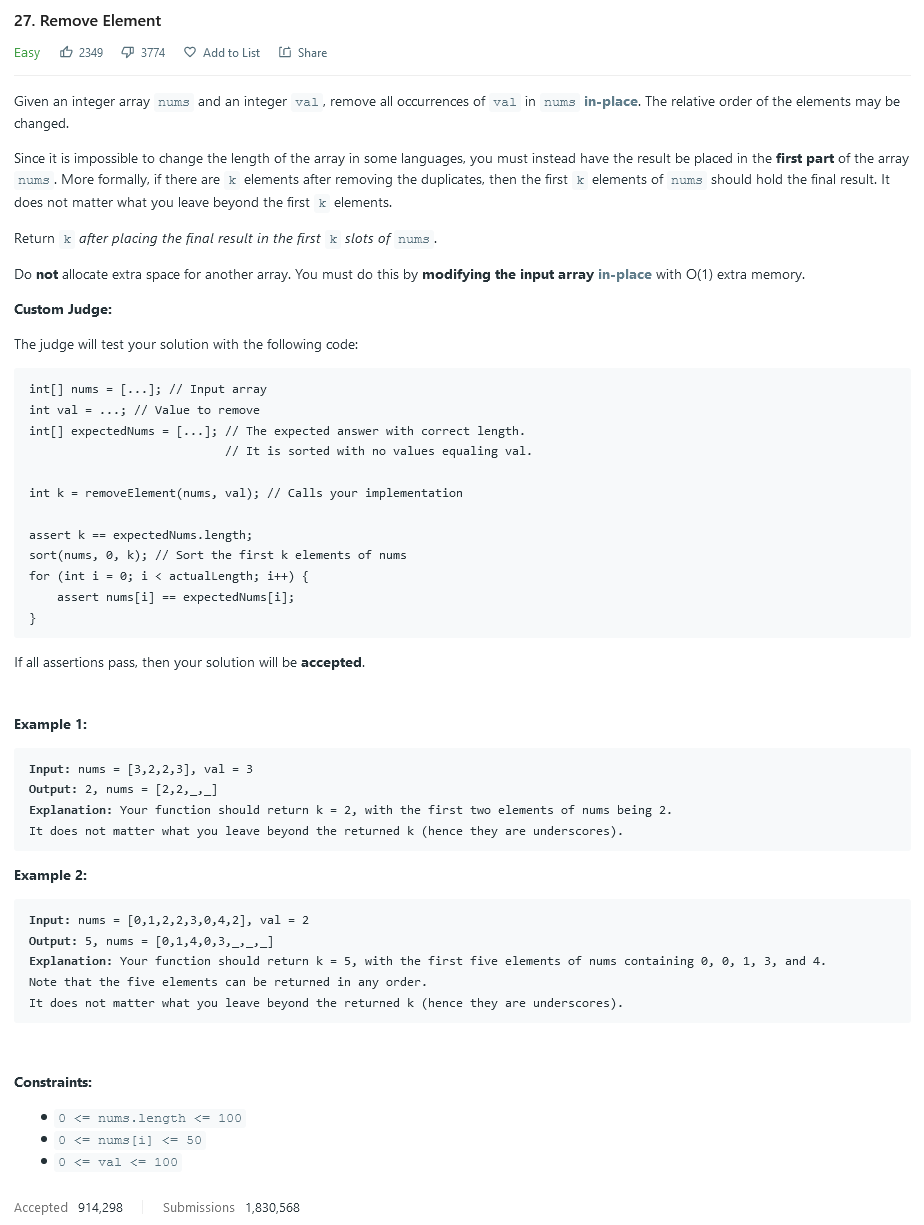 27. Remove Element
Easy 2349 3774 Add to List Share
Given an integer array nums and an integer val , remove all occurrences of val in nums in-place. The relative order of the elements may be
changed.
Since it is impossible to change the length of the array in some languages, you must instead have the result be placed in the first part of the array
nums . More formally, if there are k elements after removing the duplicates, then the first k elements of nums should hold the final result. It
does not matter what you leave beyond the first k elements.
Return k after placing the final result in the first k slots of nums .
Do not allocate extra space for another array. You must do this by modifying the input array in-place with O(1) extra memory.
Custom Judge:
The judge will test your solution with the following code:
int[] nums = [...]; // Input array
int val = ...; // Value to remove
int[] expectedNums = [...]; // The expected answer with correct length.
// It is sorted with no values equaling val.
int k = removeElement(nums, val); // Calls your implementation
assert k == expectedNums.length;
sort(nums, 0, k); // Sort the first k elements of nums
for (int i = 0; i < actualLength; i++) {
assert nums[i] == expectedNums[i];
}
If all assertions pass, then your solution will be accepted.
Example 1:
Input: nums = [3,2,2,3], val = 3
Output: 2, nums = [2,2,_,_]
Explanation: Your function should return k = 2, with the first two elements of nums being 2.
It does not matter what you leave beyond the returned k (hence they are underscores).
Example 2:
Input: nums = [0,1,2,2,3,0,4,2], val = 2
Output: 5, nums = [0,1,4,0,3,_,_,_]
Explanation: Your function should return k = 5, with the first five elements of nums containing 0, 0, 1, 3, and 4.
Note that the five elements can be returned in any order.
It does not matter what you leave beyond the returned k (hence they are underscores).
Constraints:
• 0 <= nums.length <= 100
• 0 <= nums[i] <= 50
• 0 <= val <= 100
Accepted 914,298 Submissions 1,830,568